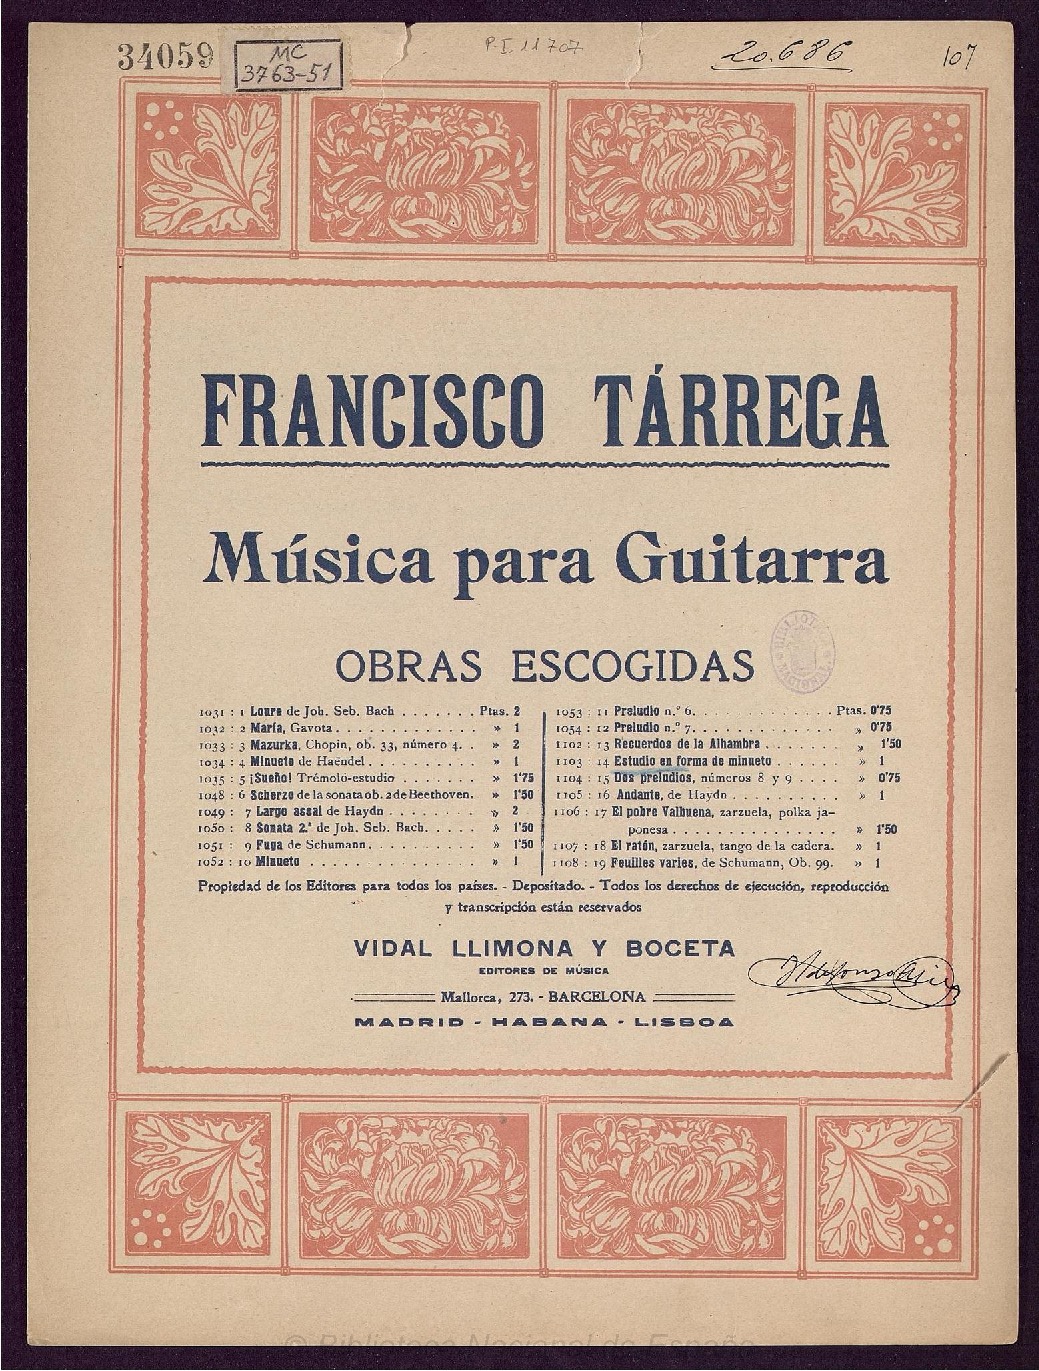 34059
MC
3763-51
P.I. 11707
20.686
107
FRANCISCO TÁRREGA
Música para Guitarra
OBRAS ESCOGIDAS
BIBLIOTECA NACIONAL
1031 : 1 Loure de Joh. Seb. Bach . . . . . . . Ptas. 2
1032 : 2 María, Gavota . . . . . . . . . . . . . » 1
1033 : 3 Mazurka, Chopin, ob. 33, número 4. . » 2
1034 : 4 Minueto de Haëndel . . . . . . . . . . » 1
1035 : 5 ¡Sueño! Trémolo-estudio . . . . . . . » 1'75
1048 : 6 Scherzo de la sonata ob. 2 de Beethoven. » 1'50
1049 : 7 Largo assai de Haydn . . . . . . . . . » 2
1050 : 8 Sonata 2.ª de Joh. Seb. Bach. . . . . . » 1'50
1051 : 9 Fuga de Schumann. . . . . . . . . . . » 1'50
1052 : 10 Minueto . . . . . . . . . . . . . . . » 1
1053 : 11 Preludio n.º 6. . . . . . . . . . . . . Ptas. 0'75
1054 : 12 Preludio n.º 7. . . . . . . . . . . . . » 0'75
1102 : 13 Recuerdos de la Alhambra . . . . . . . » 1'50
1103 : 14 Estudio en forma de minueto . . . . . . » 1
1104 : 15 Dos preludios, números 8 y 9 . . . . » 0'75
1105 : 16 Andante, de Haydn . . . . . . . . . . » 1
1106 : 17 El pobre Valbuena, zarzuela, polka ja-
ponesa . . . . . . . . . . . . . . . » 1'50
1107 : 18 El ratón, zarzuela, tango de la cadera. » 1
1108 : 19 Feuilles varies, de Schumann, Ob. 99. » 1
Propiedad de los Editores para todos los países. - Depositado. - Todos los derechos de ejecución, reproducción
y transcripción están reservados
VIDAL LLIMONA Y BOCETA
EDITORES DE MÚSICA
Mallorca, 273. - BARCELONA
MADRID - HABANA - LISBOA
Ildefonso
© Biblioteca Nacional de España